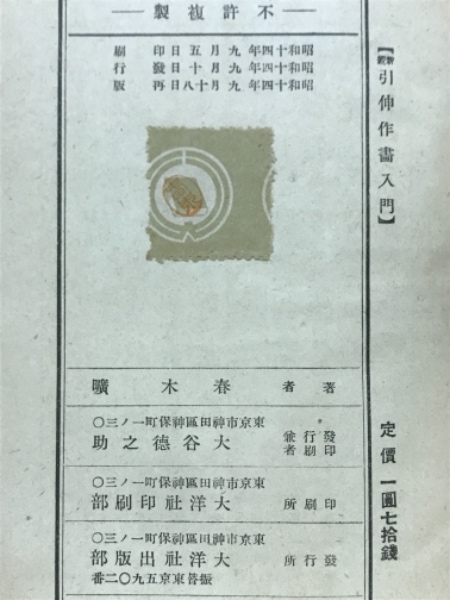 不許複製
昭和十四年九月五日印刷
昭和十四年九月十日發行
昭和十四年九月十八日再版
著者 春木曠
發行兼
印刷者
東京市神田區神保町一ノ三〇
大谷德之助
印刷所
東京市神田區神保町一ノ三〇
大洋社印刷部
發行所
東京市神田區神保町一ノ三〇
大洋社出版部
振替東京五九〇二番
引伸作畫入門】
定價 一圓七拾錢